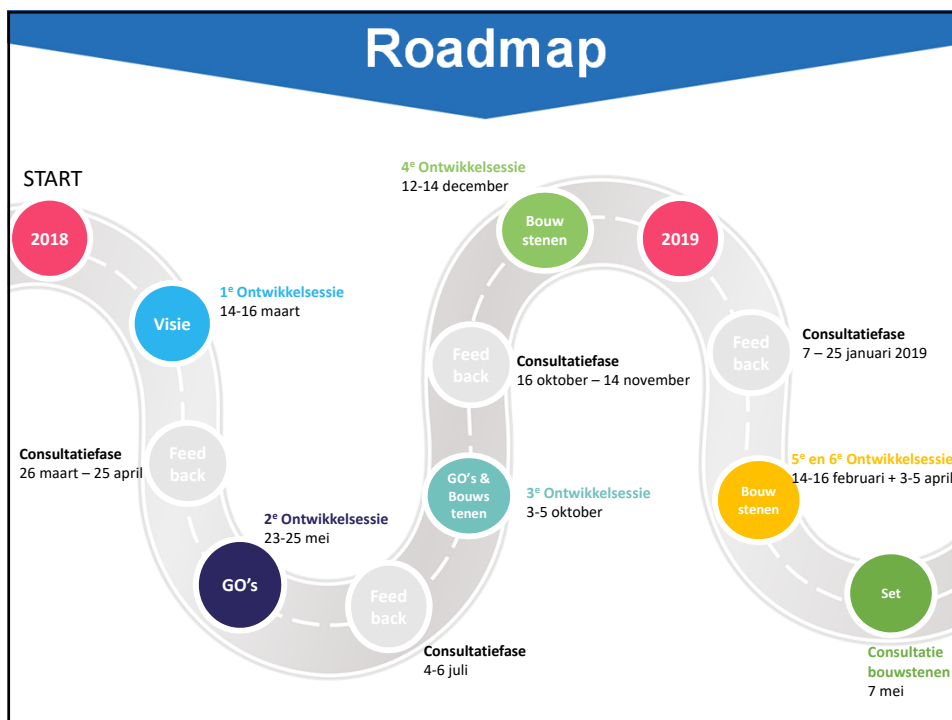 Roadmap
START
2018
1e Ontwikkelsessie
14-16 maart
Visie
Consultatiefase
26 maart – 25 april
Feed
back
2e Ontwikkelsessie
23-25 mei
GO's
Feed
back
Consultatiefase
4-6 juli
3e Ontwikkelsessie
3-5 oktober
GO's &
Bouws
tenen
Feed
back
Consultatiefase
16 oktober – 14 november
4e Ontwikkelsessie
12-14 december
Bouw
stenen
2019
Feed
back
Consultatiefase
7 – 25 januari 2019
5e en 6e Ontwikkelsessie
14-16 februari + 3-5 april
Bouw
stenen
Set
Consultatie
bouwstenen
7 mei